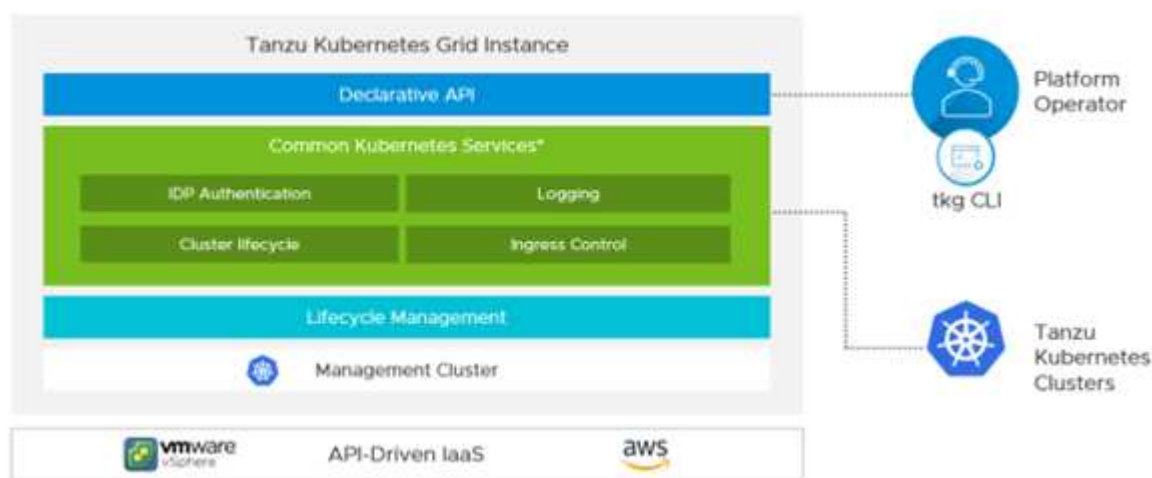 Tanzu Kubernetes Grid Instance
Declarative API
Platform
Operator
tkg CLI
Common Kubernetes Services*
IDP Authentication
Logging
Cluster lifecycle
Ingress Control
Lifecycle Management
Management Cluster
Tanzu
Kubernetes
Clusters
vmware
vSphere
API-Driven IaaS
aws